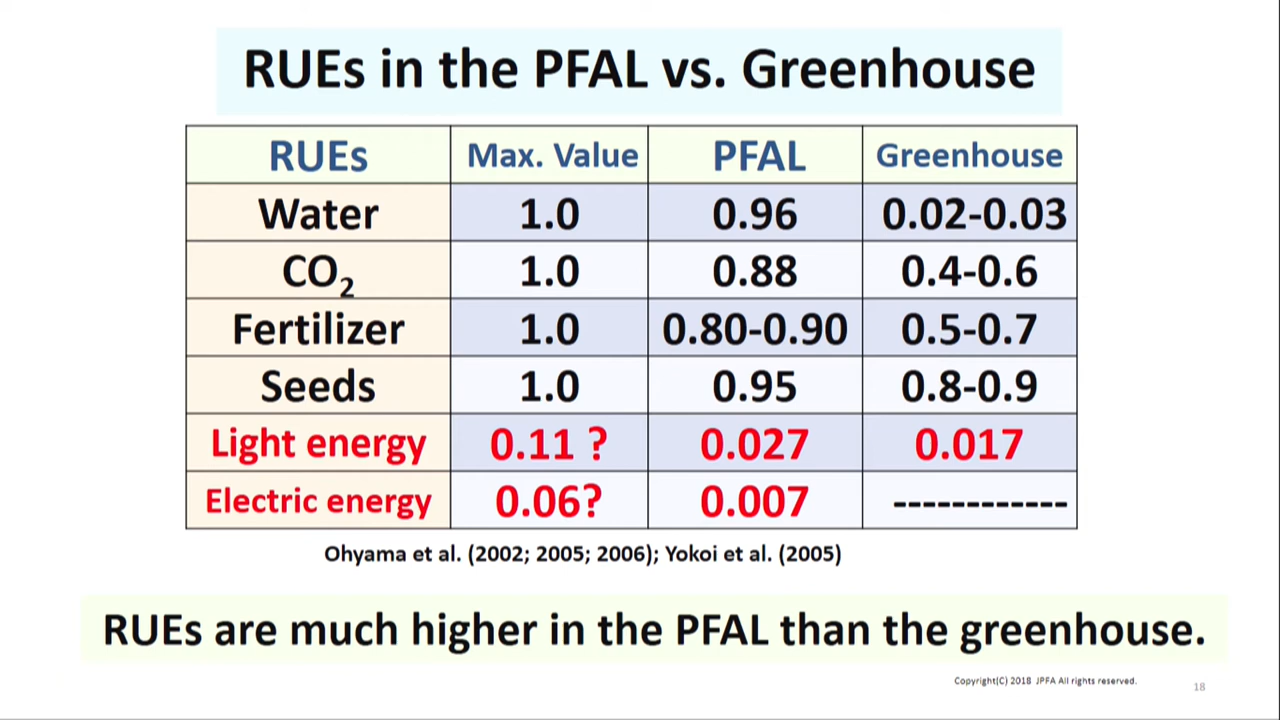 RUEs in the PFAL vs. Greenhouse
RUEs Max. Value PFAL Greenhouse
Water 1.0 0.96 0.02-0.03
CO₂ 1.0 0.88 0.4-0.6
Fertilizer 1.0 0.80-0.90 0.5-0.7
Seeds 1.0 0.95 0.8-0.9
Light energy 0.11 ? 0.027 0.017
Electric energy 0.06? 0.007 ------------
Ohyama et al. (2002; 2005; 2006); Yokoi et al. (2005)
RUEs are much higher in the PFAL than the greenhouse.
Copyright(C) 2018 JPFA All rights reserved.
18